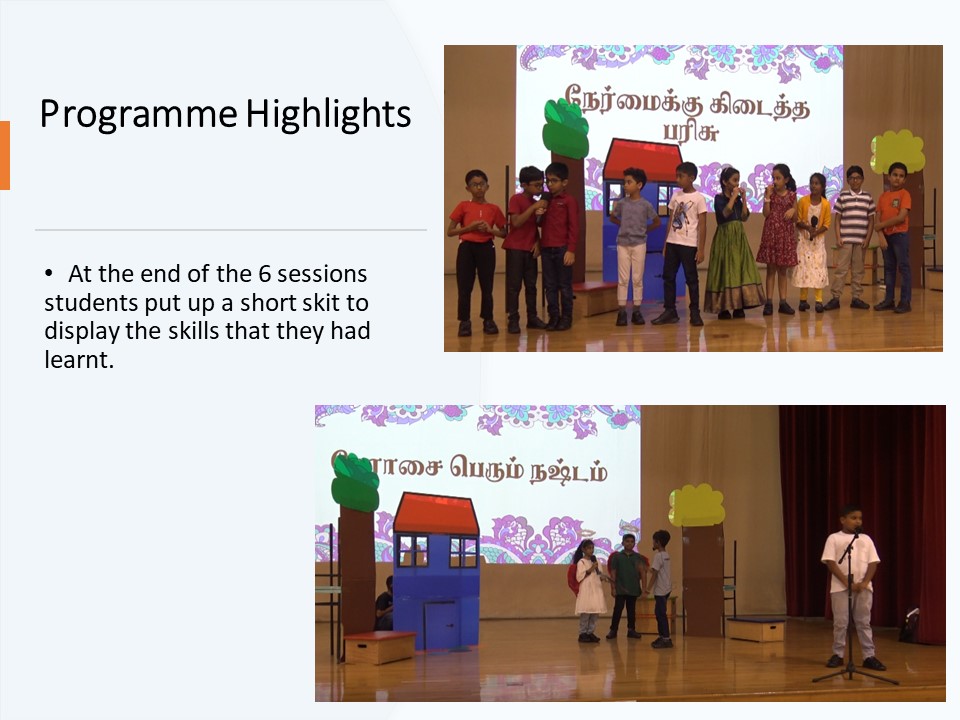 Programme Highlights
• At the end of the 6 sessions
students put up a short skit to
display the skills that they had
learnt.
நேர்மைக்கு கிடைத்த
பரிசு
பெரும் நஷ்டம்